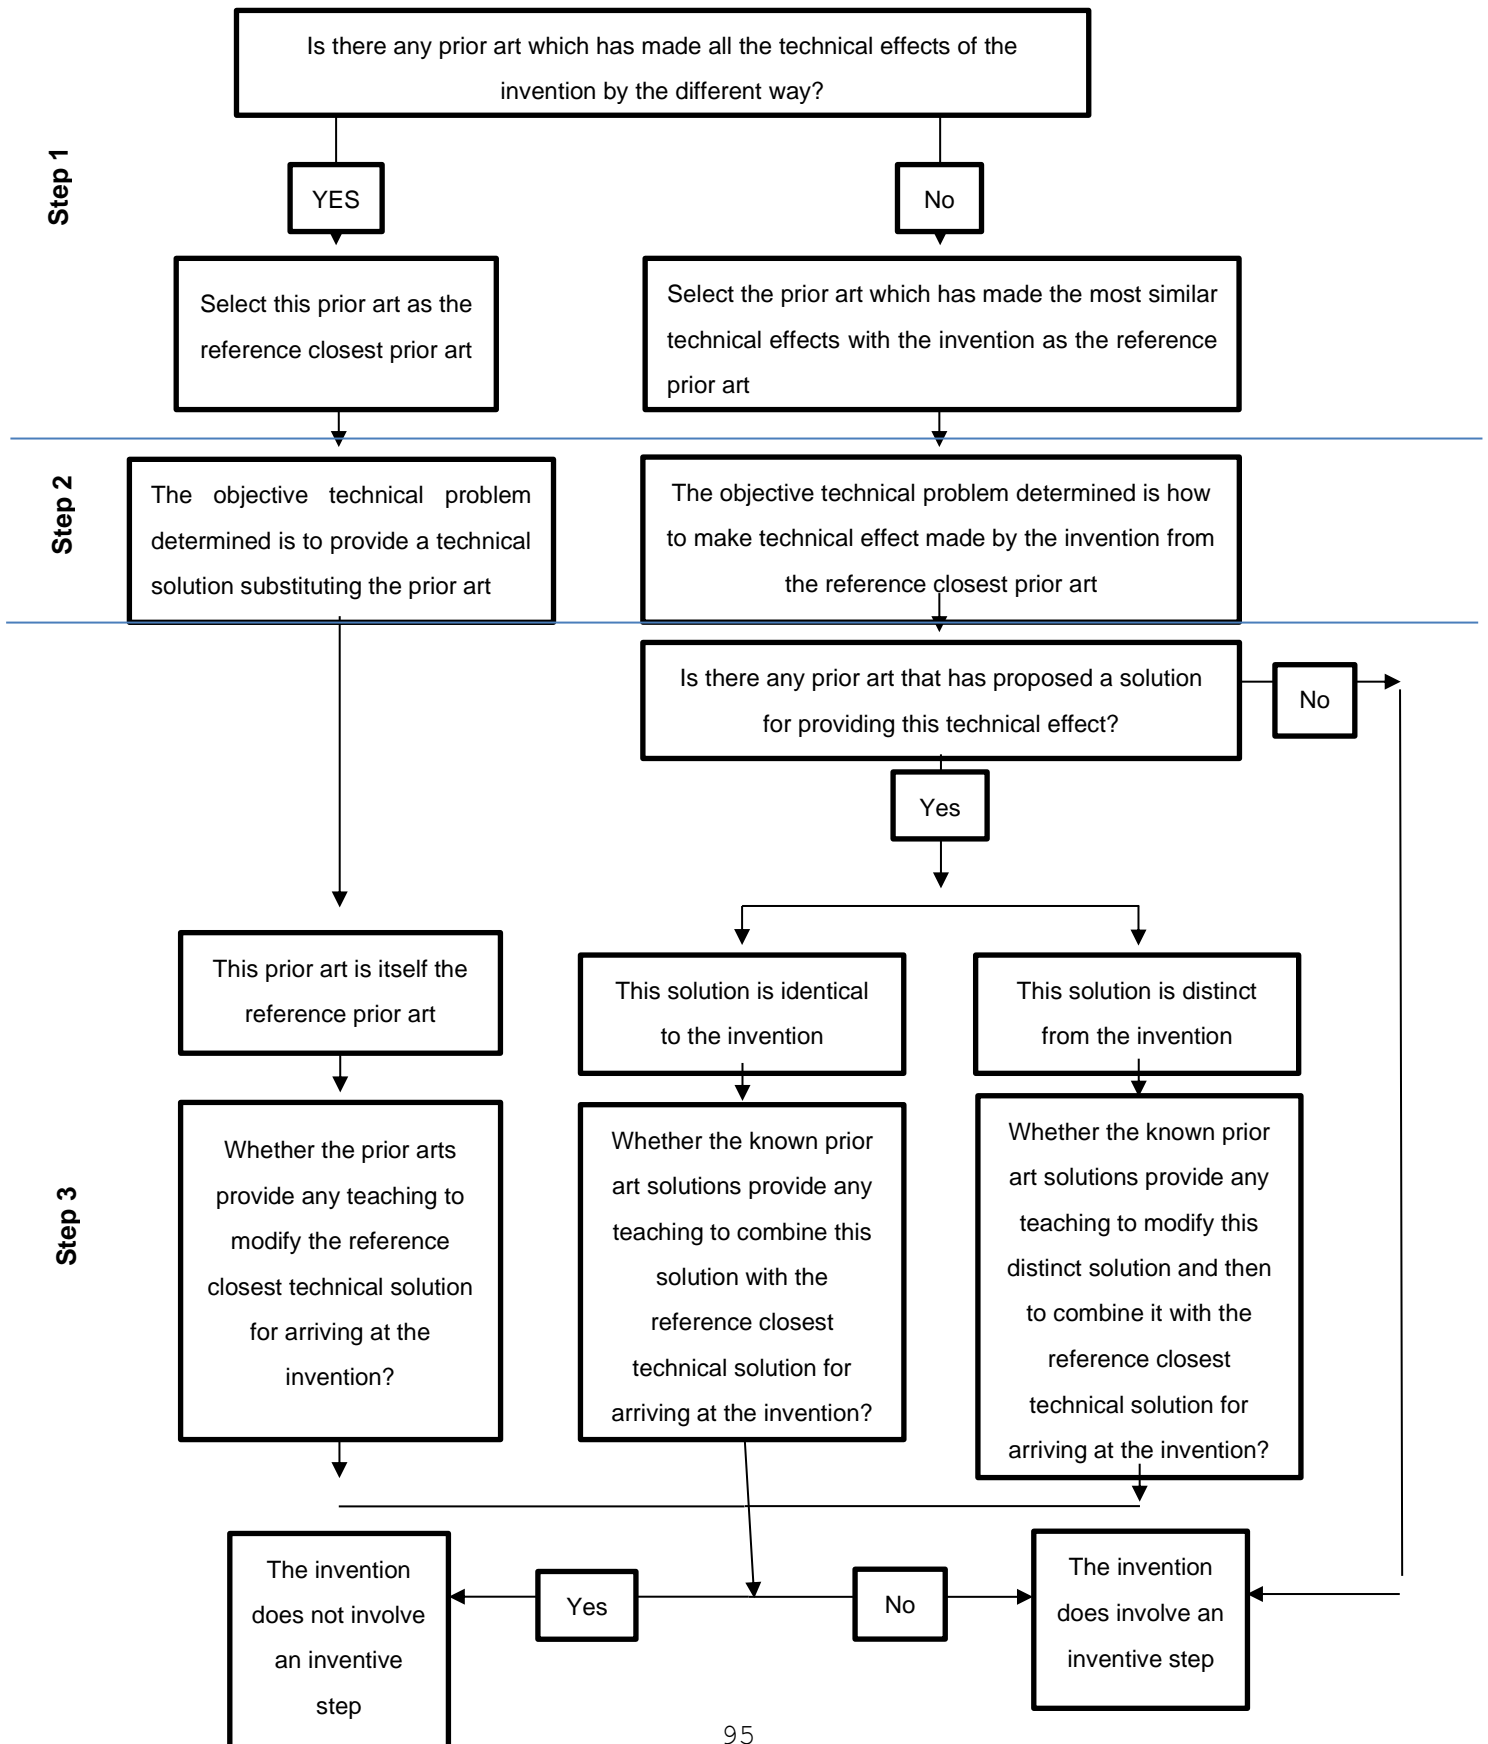 Is there any prior art which has made all the technical effects of the
invention by the different way?
Step 1
YES
No
Select this prior art as the
reference closest prior art
Select the prior art which has made the most similar
technical effects with the invention as the reference
prior art
Step 2
The objective technical problem
determined is to provide a technical
solution substituting the prior art
The objective technical problem determined is how
to make technical effect made by the invention from
the reference closest prior art
Is there any prior art that has proposed a solution
for providing this technical effect?
No
Yes
This prior art is itself the
reference prior art
This solution is identical
to the invention
This solution is distinct
from the invention
Step 3
Whether the prior arts
provide any teaching to
modify the reference
closest technical solution
for arriving at the
invention?
Whether the known prior
art solutions provide any
teaching to combine this
solution with the
reference closest
technical solution for
arriving at the invention?
Whether the known prior
art solutions provide any
teaching to modify this
distinct solution and then
to combine it with the
reference closest
technical solution for
arriving at the invention?
The invention
does not involve
an inventive
step
Yes
No
The invention
does involve an
inventive step
95